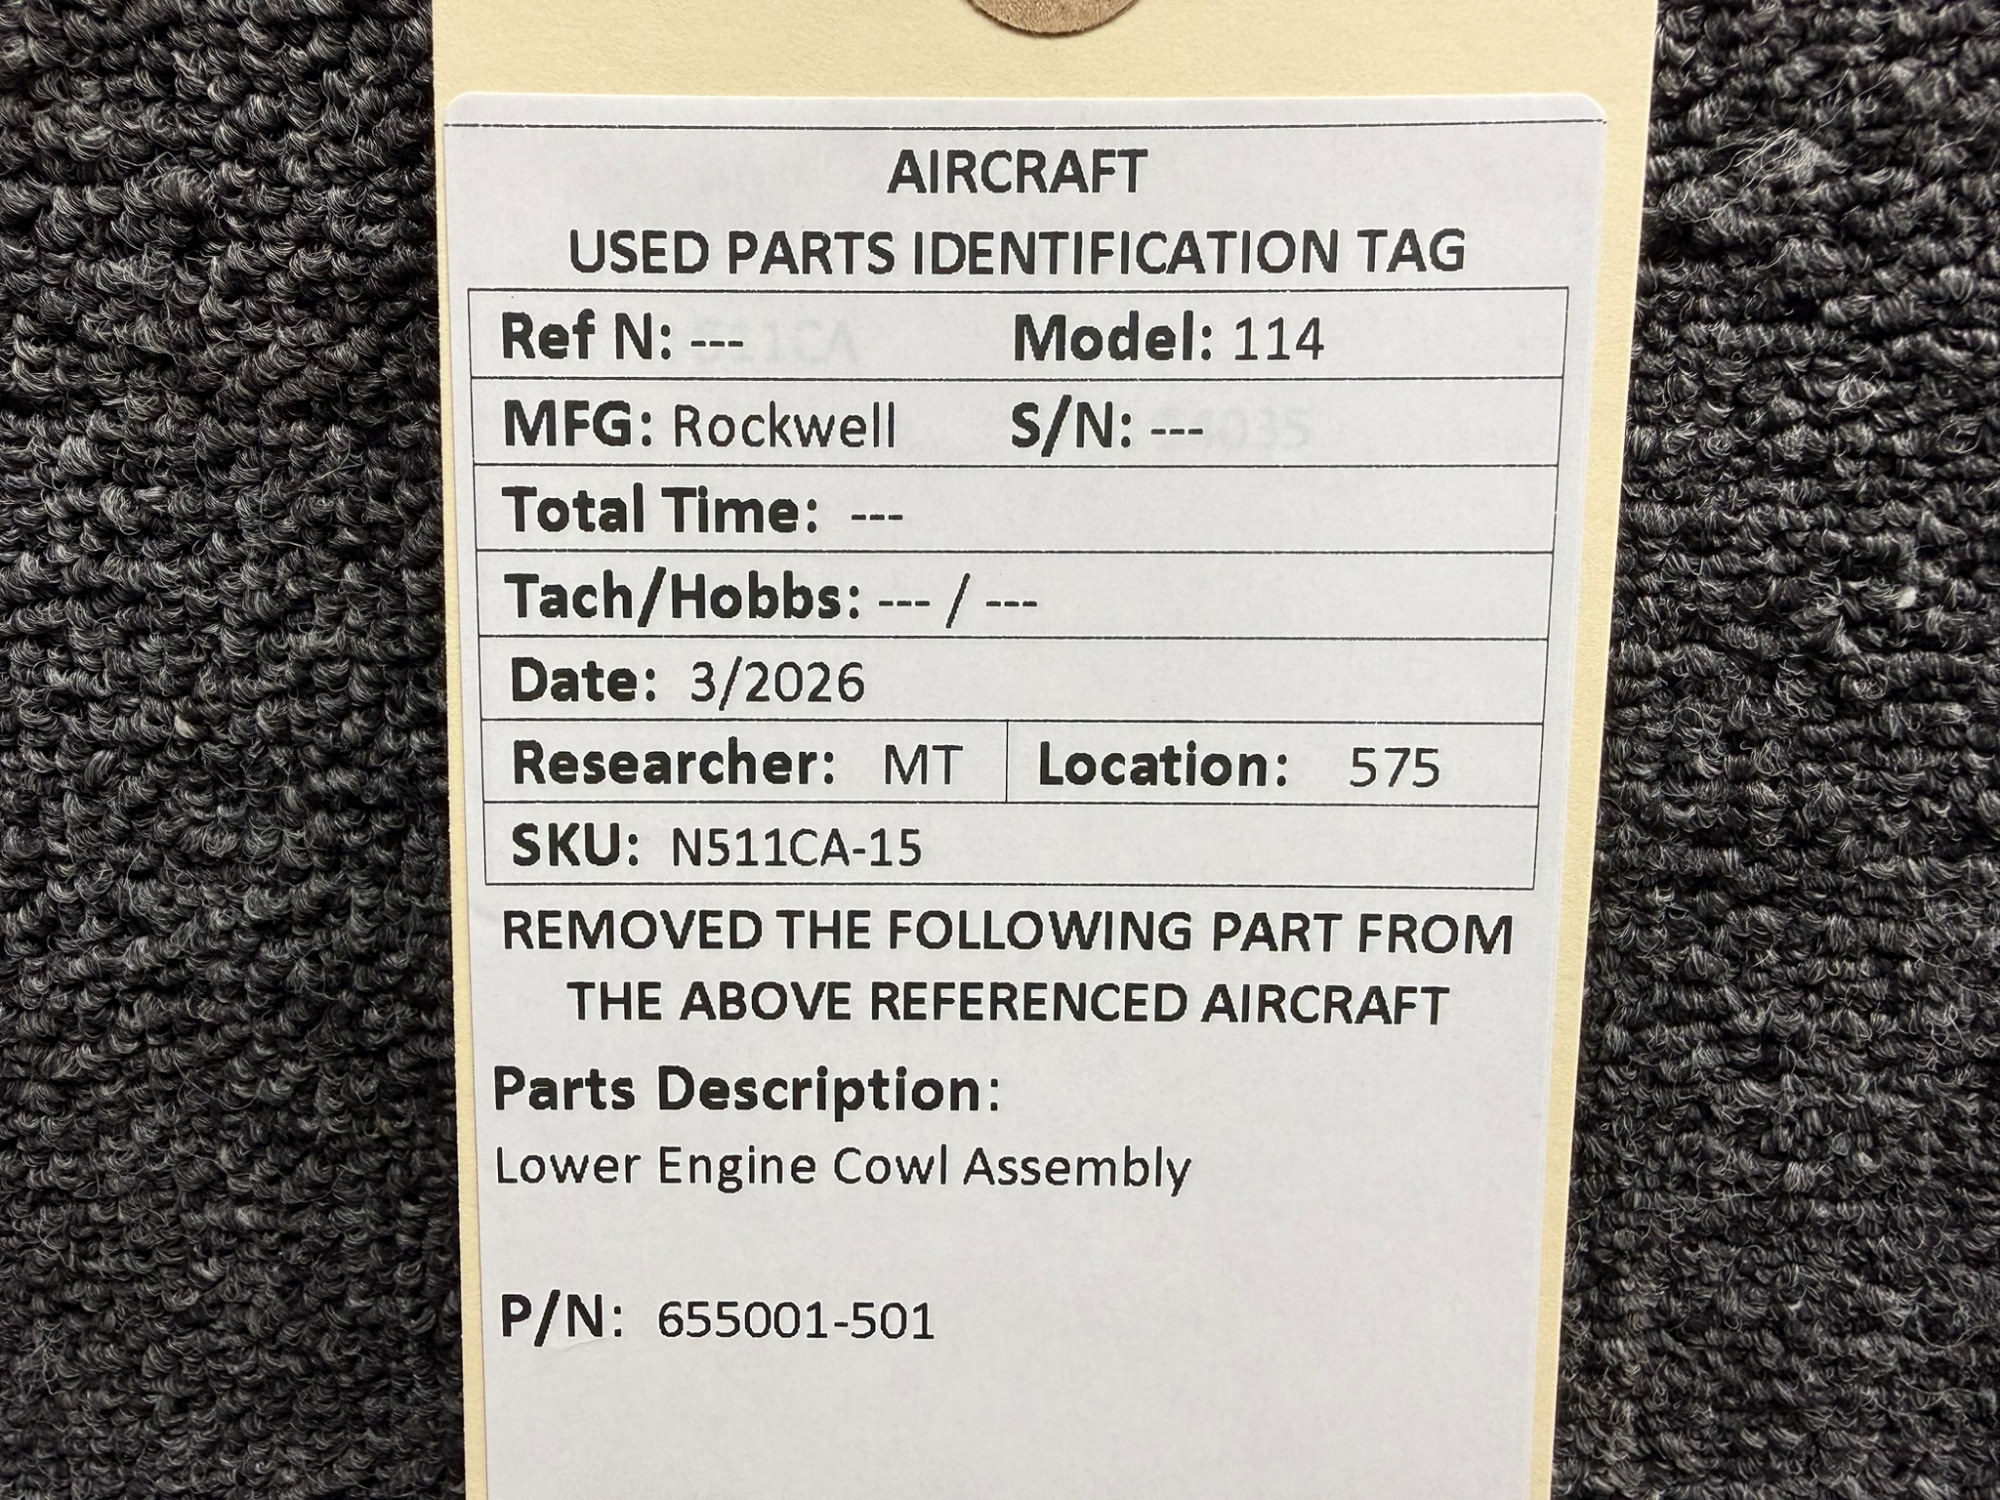 AIRCRAFT
USED PARTS IDENTIFICATION TAG
Ref N: --- Model: 114
MFG: Rockwell S/N: ---
Total Time: ---
Tach/Hobbs: --- / ---
Date: 3/2026
Researcher: MT Location: 575
SKU: N511CA-15
REMOVED THE FOLLOWING PART FROM
THE ABOVE REFERENCED AIRCRAFT
Parts Description:
Lower Engine Cowl Assembly
P/N: 655001-501